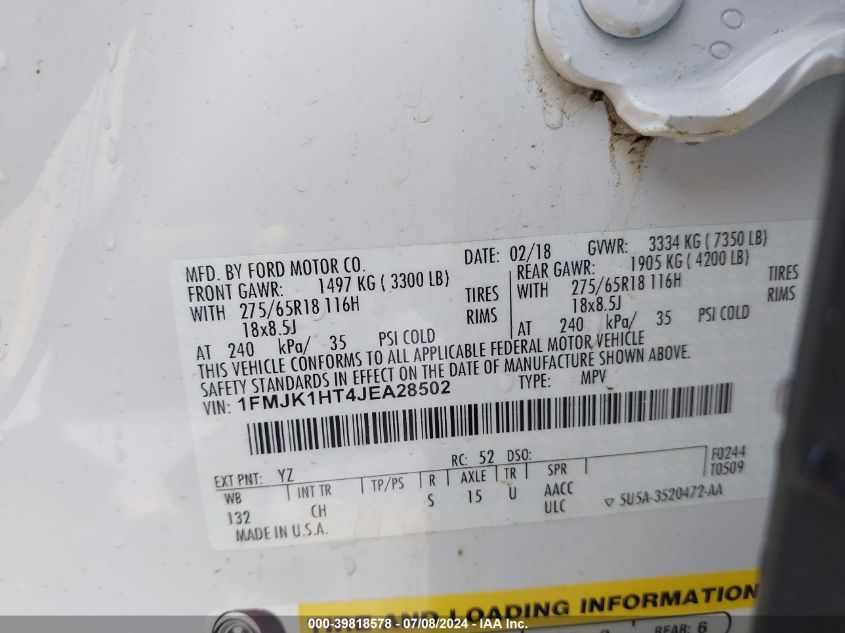 MFD. BY FORD MOTOR CO.
DATE: 02/18 GVWR: 3334 KG ( 7350 LB)
FRONT GAWR: 1497 KG ( 3300 LB)
REAR GAWR: 1905 KG ( 4200 LB)
WITH 275/65R18 116H TIRES
WITH 275/65R18 116H TIRES
18x8.5J RIMS
18x8.5J RIMS
AT 240 kPa/ 35 PSI COLD
AT 240 kPa/ 35 PSI COLD
THIS VEHICLE CONFORMS TO ALL APPLICABLE FEDERAL MOTOR VEHICLE
SAFETY STANDARDS IN EFFECT ON THE DATE OF MANUFACTURE SHOWN ABOVE.
VIN: 1FMJK1HT4JEA28502 TYPE: MPV
EXT PNT: YZ RC: 52 DSO: F0244
WB INT TR TP/PS R AXLE TR SPR T0509
132 CH S 15 U AACC
ULC 5U5A-3520472-AA
MADE IN U.S.A.
TIRE AND LOADING INFORMATION
REAR: 6
000-39818578 - 07/08/2024 - IAA Inc.